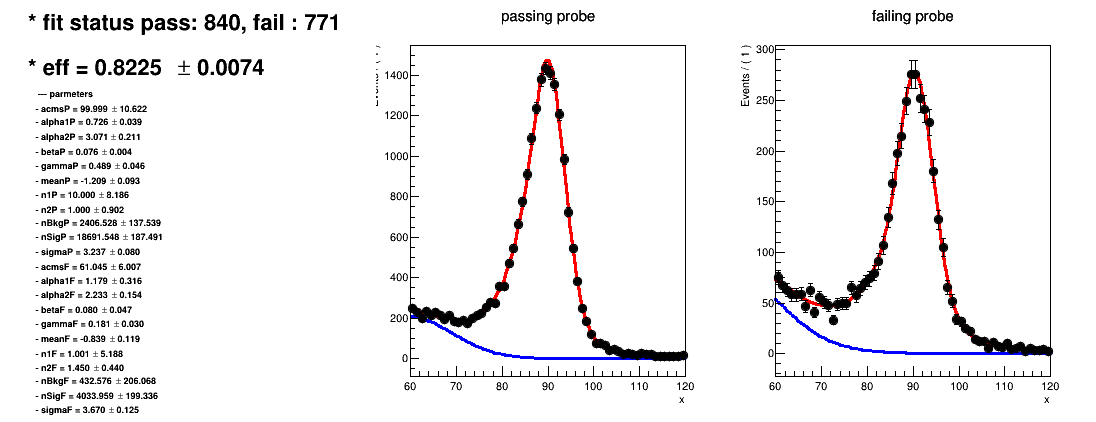 * fit status pass: 840, fail : 771
* eff = 0.8225 ± 0.0074
--- parmeters
- acmsP = 99.999 ± 10.622
- alpha1P = 0.726 ± 0.039
- alpha2P = 3.071 ± 0.211
- betaP = 0.076 ± 0.004
- gammaP = 0.489 ± 0.046
- meanP = -1.209 ± 0.093
- n1P = 10.000 ± 8.186
- n2P = 1.000 ± 0.902
- nBkgP = 2406.528 ± 137.539
- nSigP = 18691.548 ± 187.491
- sigmaP = 3.237 ± 0.080
- acmsF = 61.045 ± 6.007
- alpha1F = 1.179 ± 0.316
- alpha2F = 2.233 ± 0.154
- betaF = 0.080 ± 0.047
- gammaF = 0.181 ± 0.030
- meanF = -0.839 ± 0.119
- n1F = 1.001 ± 5.188
- n2F = 1.450 ± 0.440
- nBkgF = 432.576 ± 206.068
- nSigF = 4033.959 ± 199.336
- sigmaF = 3.670 ± 0.125
passing probe
1400
1200
1000
800
600
400
200
0
60 70 80 90 100 110 120
x
failing probe
Events / ( 1 )
300
250
200
150
100
50
0
60 70 80 90 100 110 120
x